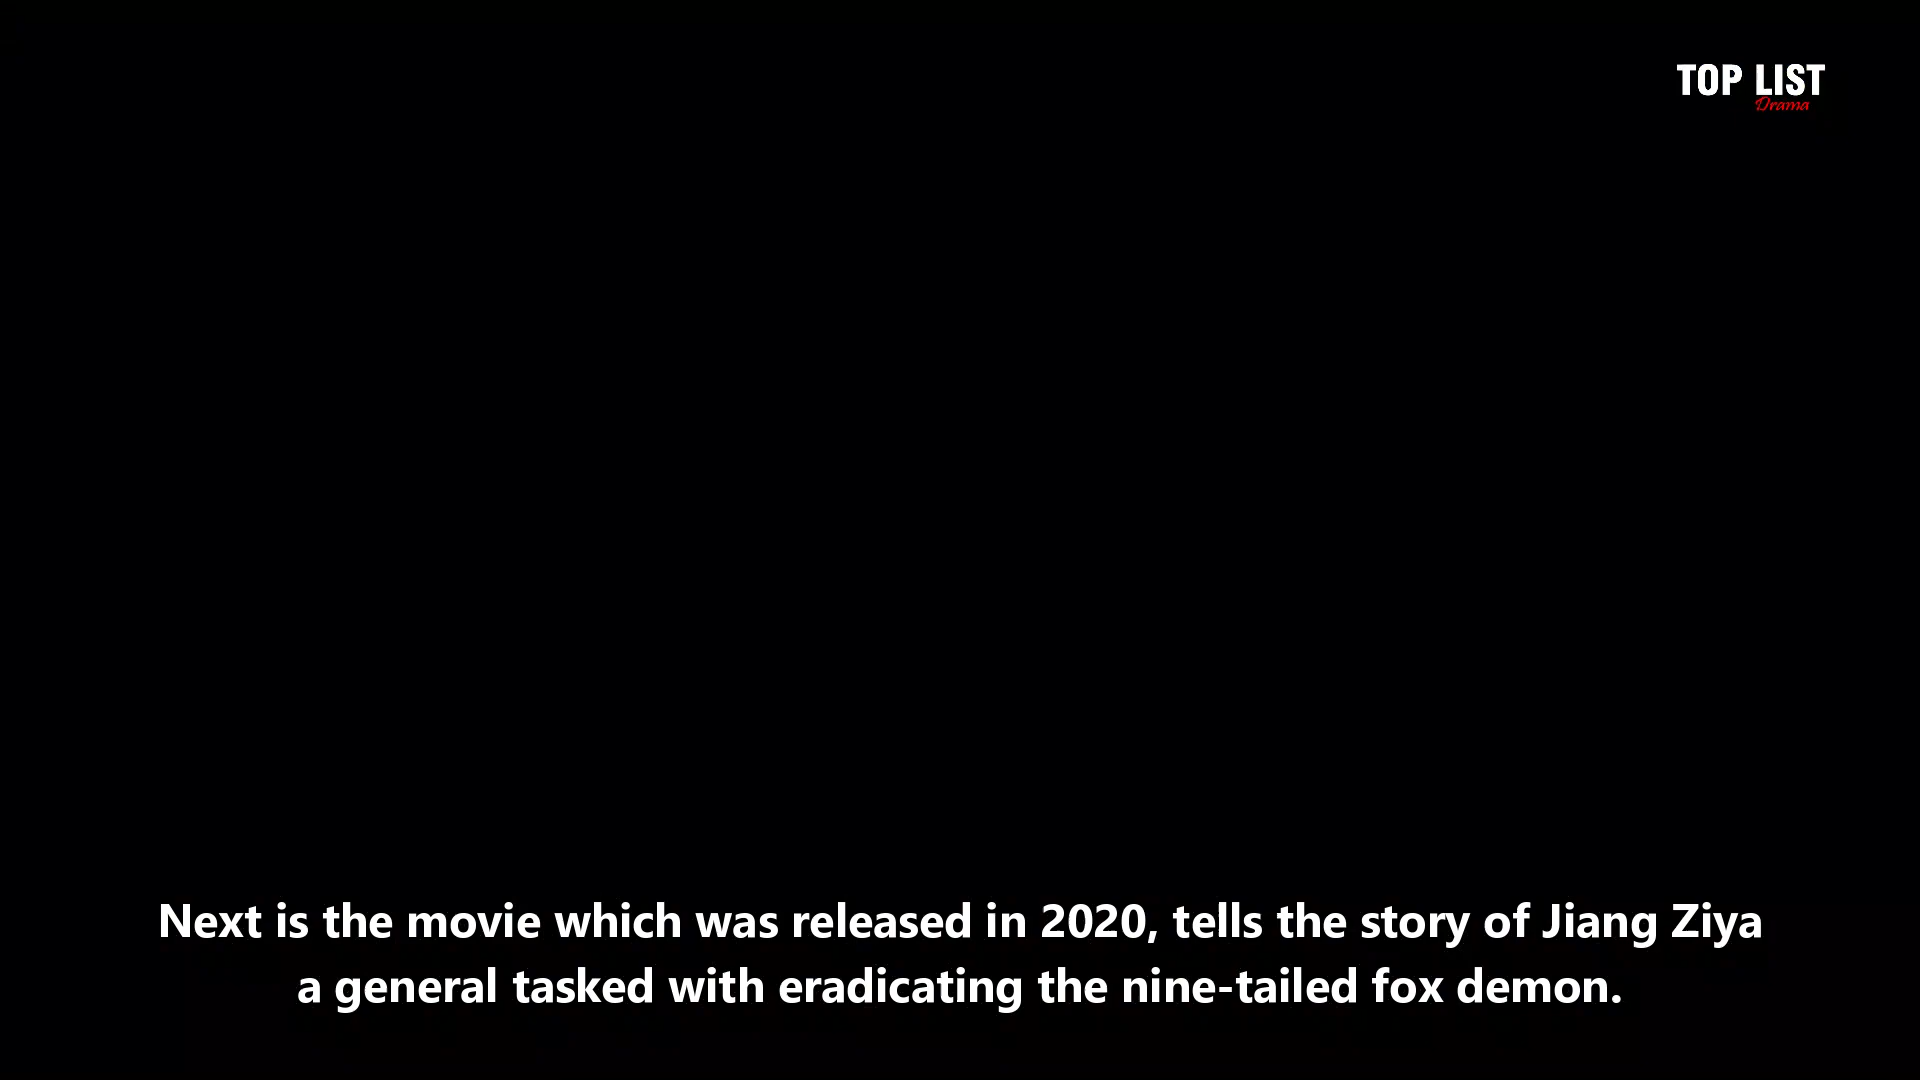 TOP LIST
Drama
Next is the movie which was released in 2020, tells the story of Jiang Ziya
a general tasked with eradicating the nine-tailed fox demon.